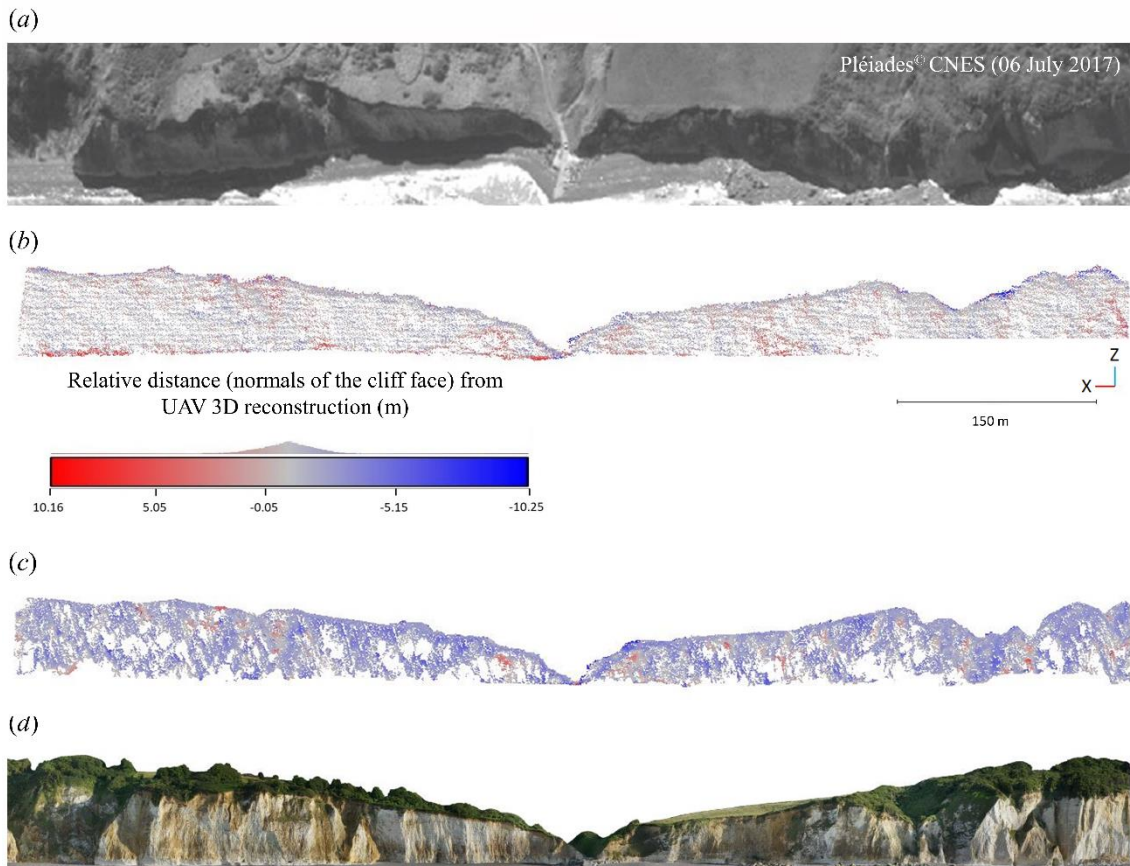 (a)
Pléiades© CNES (06 July 2017)
(b)
Relative distance (normals of the cliff face) from
UAV 3D reconstruction (m)
10.16 5.05 -0.05 -5.15 -10.25
Z
X
150 m
(c)
(d)